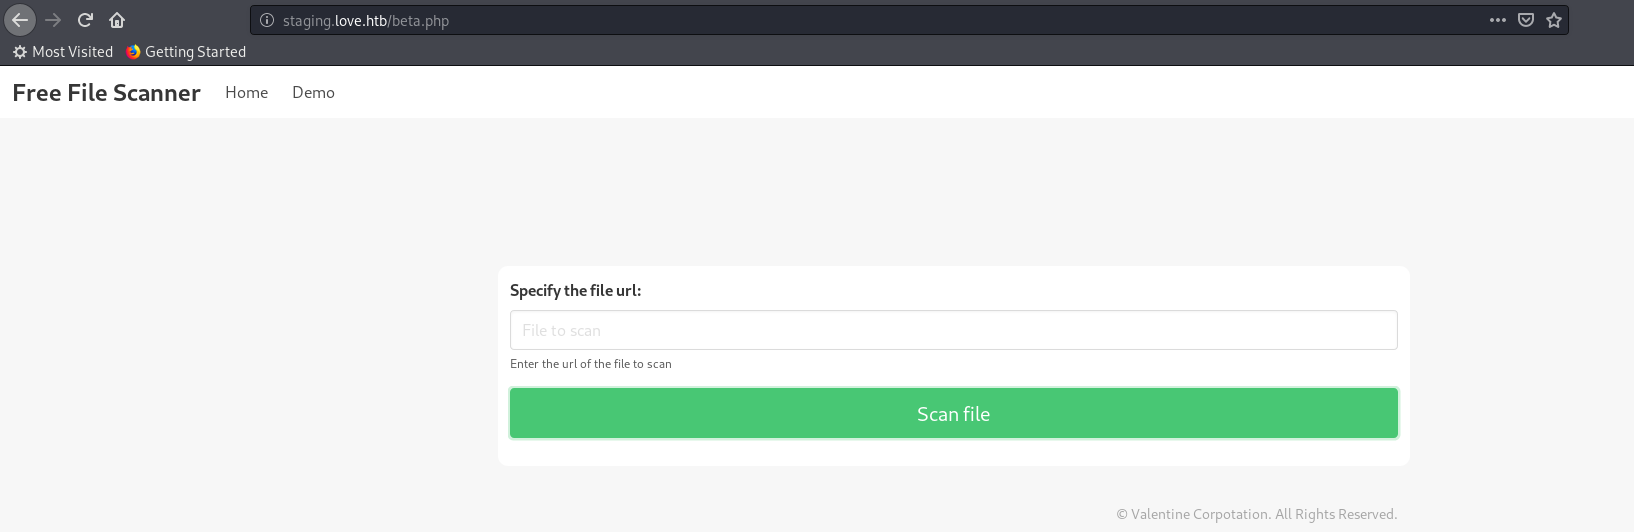 staging.love.htb/beta.php
Most Visited Getting Started
Free File Scanner Home Demo
Specify the file url:
File to scan
Enter the url of the file to scan
Scan file
© Valentine Corpotation. All Rights Reserved.